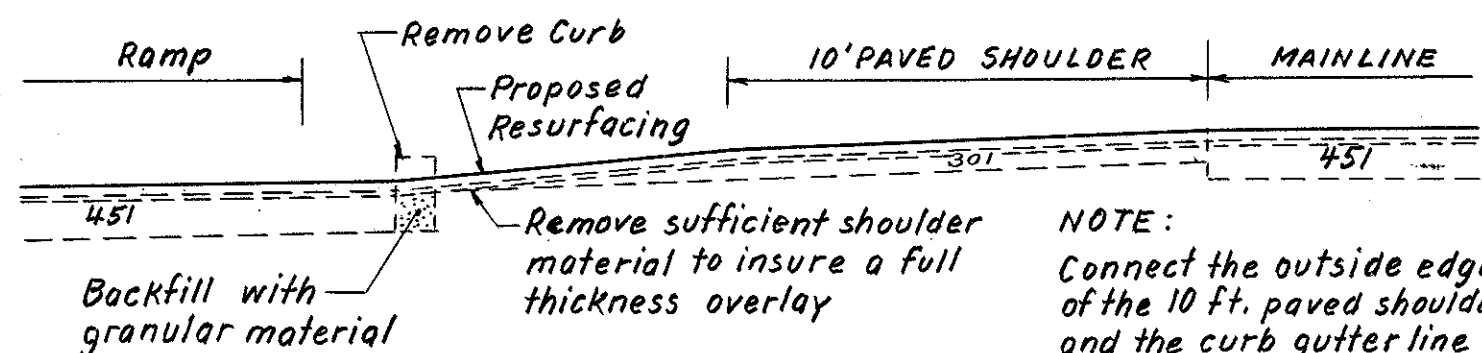 Ramp
Remove Curb
10' PAVED SHOULDER
MAINLINE
Proposed
Resurfacing
301
451
451
Remove sufficient shoulder
material to insure a full
thickness overlay
Backfill with
granular material
NOTE:
Connect the outside edg
of the 10 ft. paved should
and the curb gutter line